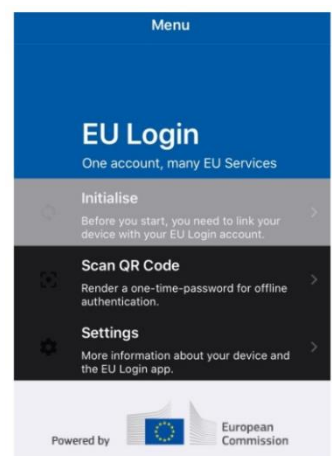 Menu
EU Login
One account, many EU Services
Initialise
Before you start, you need to link your
device with your EU Login account.
Scan QR Code
Render a one-time-password for offline
authentication.
Settings
More information about your device and
the EU Login app.
Powered by
European
Commission